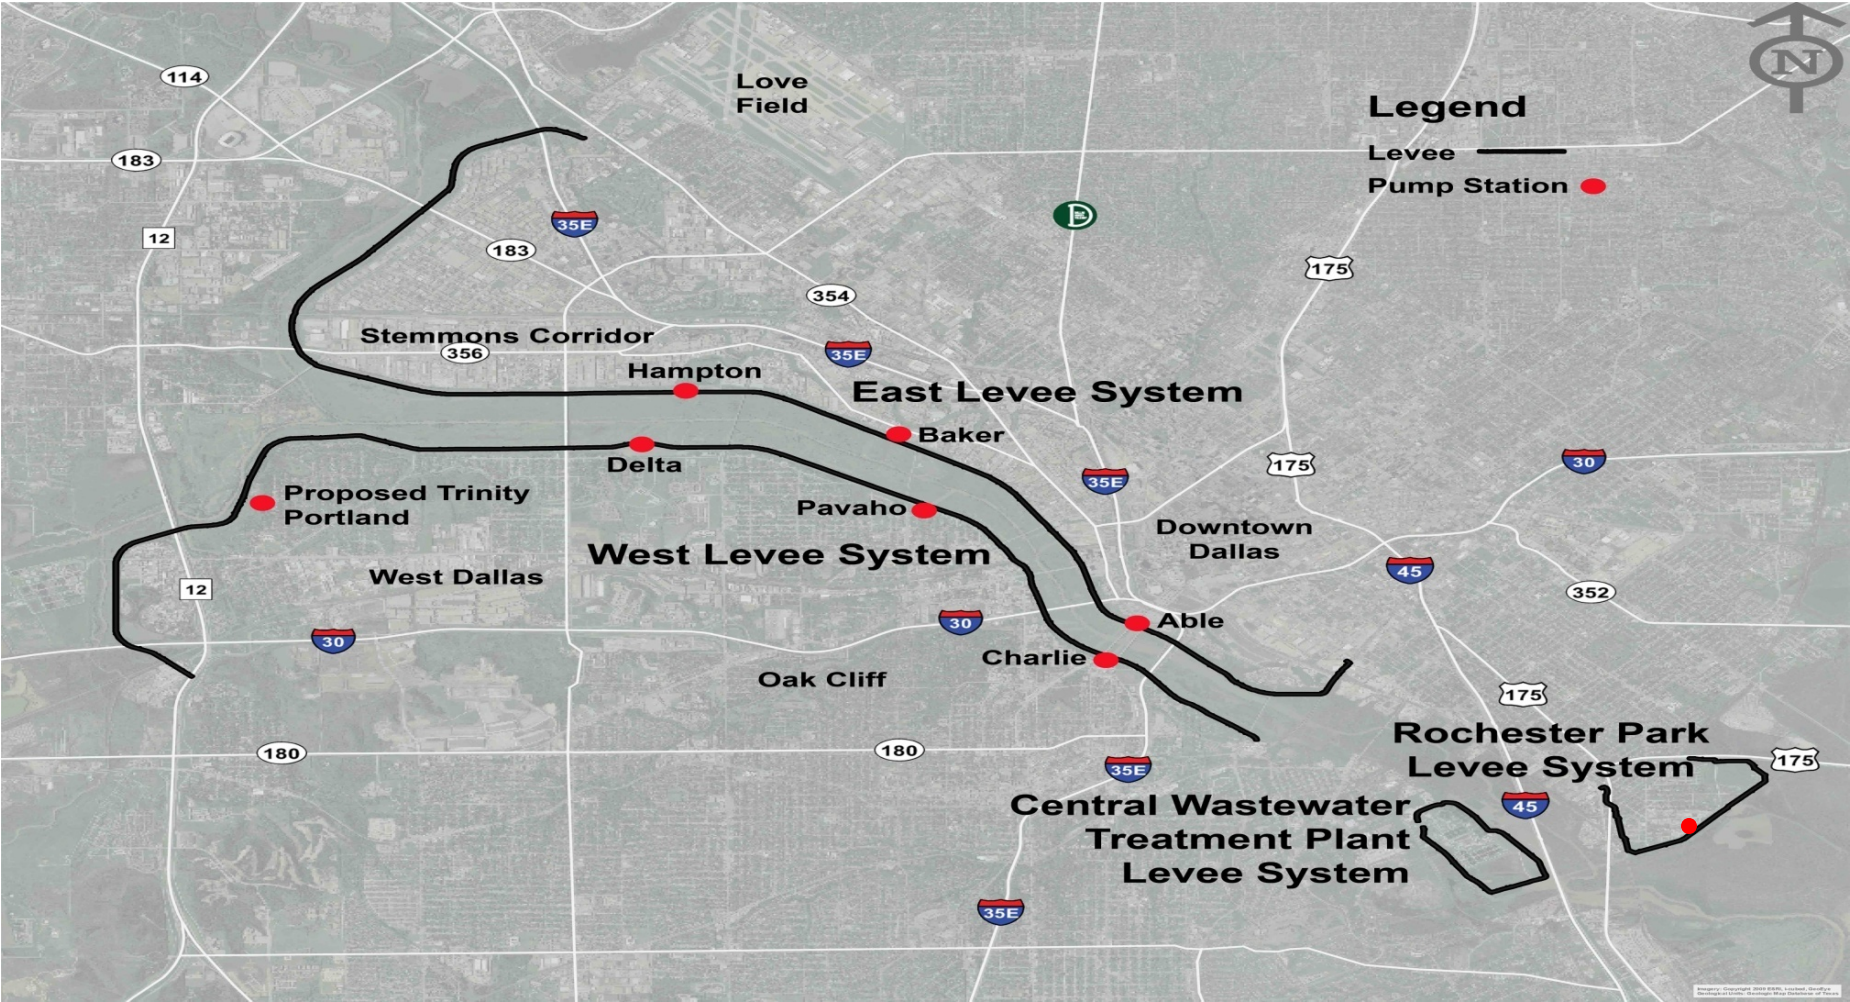 N
Love
Field
Legend
Levee
Pump Station
114
183
12
35E
183
175
354
Stemmons Corridor
356
35E
Hampton
East Levee System
Baker
Delta
175
30
35E
Proposed Trinity
Portland
Pavaho
Downtown
Dallas
West Levee System
West Dallas
45
12
352
30
30
Able
Charlie
Oak Cliff
175
Rochester Park
Levee System
180
180
175
35E
Central Wastewater
Treatment Plant
Levee System
45
35E